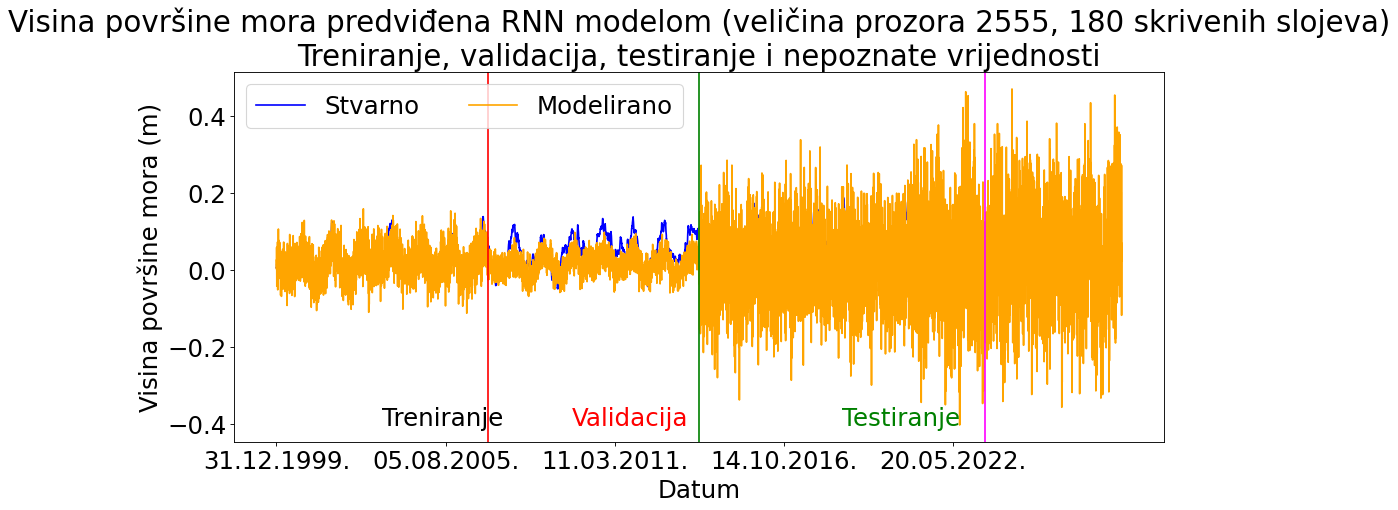 Visina površine mora predviđena RNN modelom (veličina prozora 2555, 180 skrivenih slojeva)
Treniranje, validacija, testiranje i nepoznate vrijednosti
Stvarno Modelirano
Visina površine mora (m)
0.4
0.2
0.0
−0.2
−0.4
Treniranje Validacija Testiranje
31.12.1999. 05.08.2005. 11.03.2011. 14.10.2016. 20.05.2022.
Datum